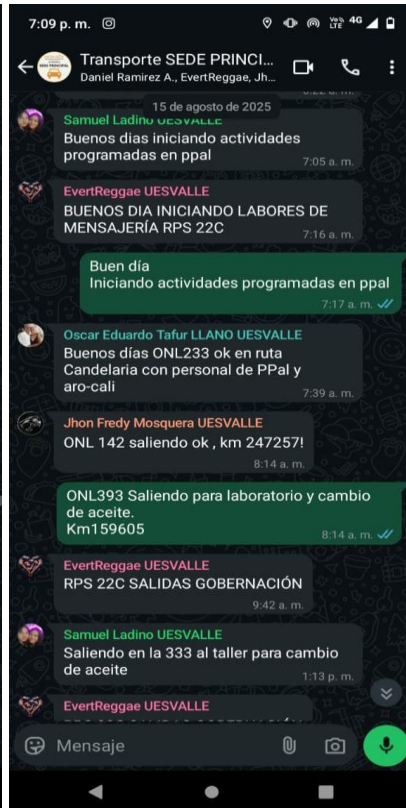 7:09 p. m.
VoLTE 4G
Transporte SEDE PRINCI...
Daniel Ramirez A., EvertReggae, Jh...
15 de agosto de 2025
Samuel Ladino UESVALLE
Buenos dias iniciando actividades
programadas en ppal
7:05 a. m.
EvertReggae UESVALLE
BUENOS DIA INICIANDO LABORES DE
MENSAJERÍA RPS 22C
7:16 a. m.
Buen día
Iniciando actividades programadas en ppal
7:17 a. m.
Oscar Eduardo Tafur LLANO UESVALLE
Buenos días ONL233 ok en ruta
Candelaria con personal de PPal y
aro-cali
7:39 a. m.
Jhon Fredy Mosquera UESVALLE
ONL 142 saliendo ok , km 247257!
8:14 a. m.
ONL393 Saliendo para laboratorio y cambio
de aceite.
Km159605
8:14 a. m.
EvertReggae UESVALLE
RPS 22C SALIDAS GOBERNACIÓN
9:42 a. m.
Samuel Ladino UESVALLE
Saliendo en la 333 al taller para cambio
de aceite
1:13 p. m.
EvertReggae UESVALLE
Mensaje